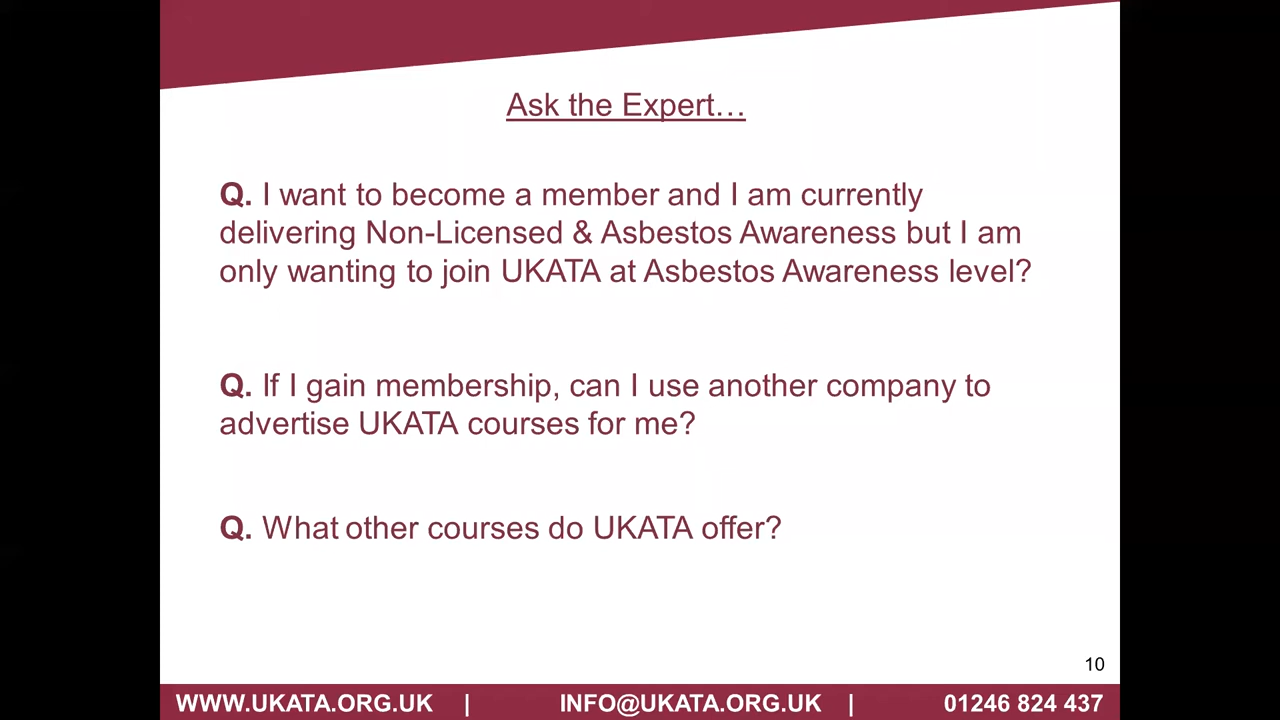 Ask the Expert…
Q. I want to become a member and I am currently
delivering Non-Licensed & Asbestos Awareness but I am
only wanting to join UKATA at Asbestos Awareness level?
Q. If I gain membership, can I use another company to
advertise UKATA courses for me?
Q. What other courses do UKATA offer?
10
WWW.UKATA.ORG.UK | INFO@UKATA.ORG.UK | 01246 824 437